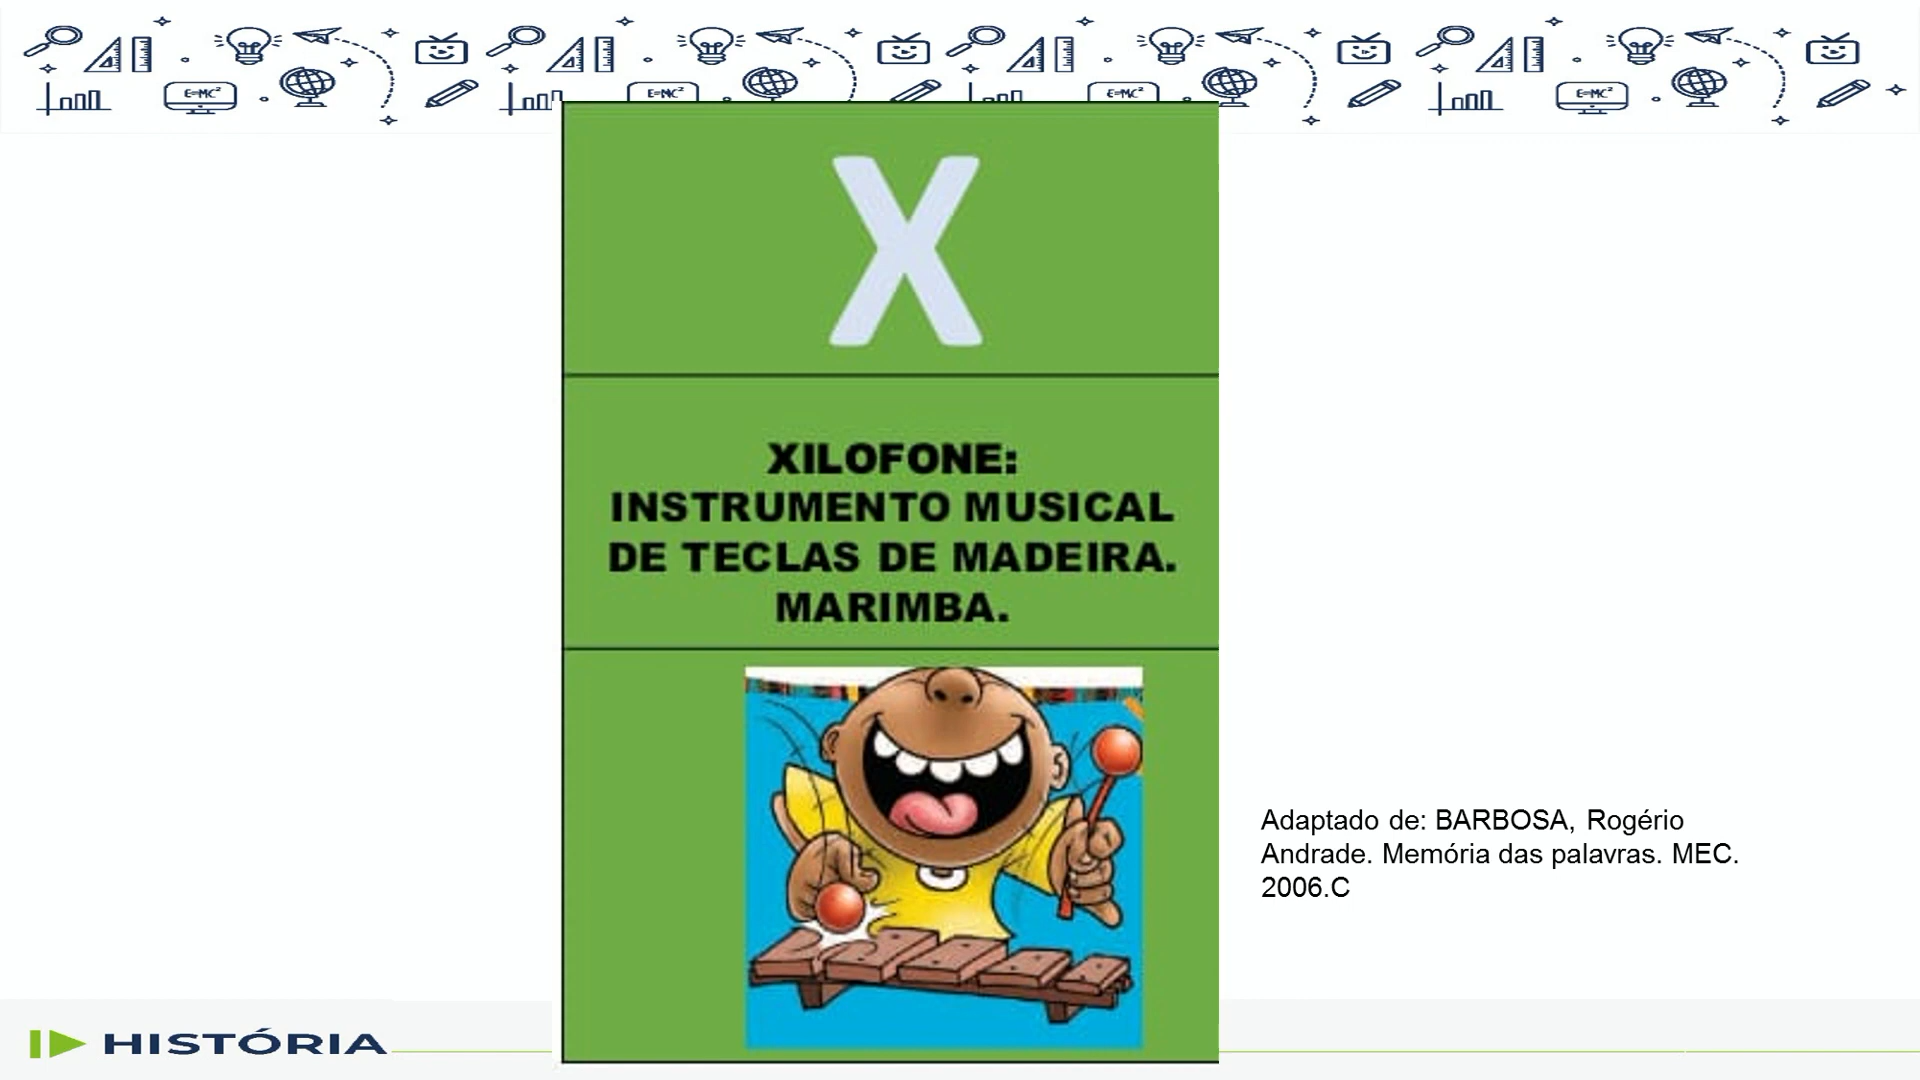 E=MC²
E=MC²
E=MC²
E=MC²
X
XILOFONE:
INSTRUMENTO MUSICAL
DE TECLAS DE MADEIRA.
MARIMBA.
Adaptado de: BARBOSA, Rogério
Andrade. Memória das palavras. MEC.
2006.C
HISTÓRIA